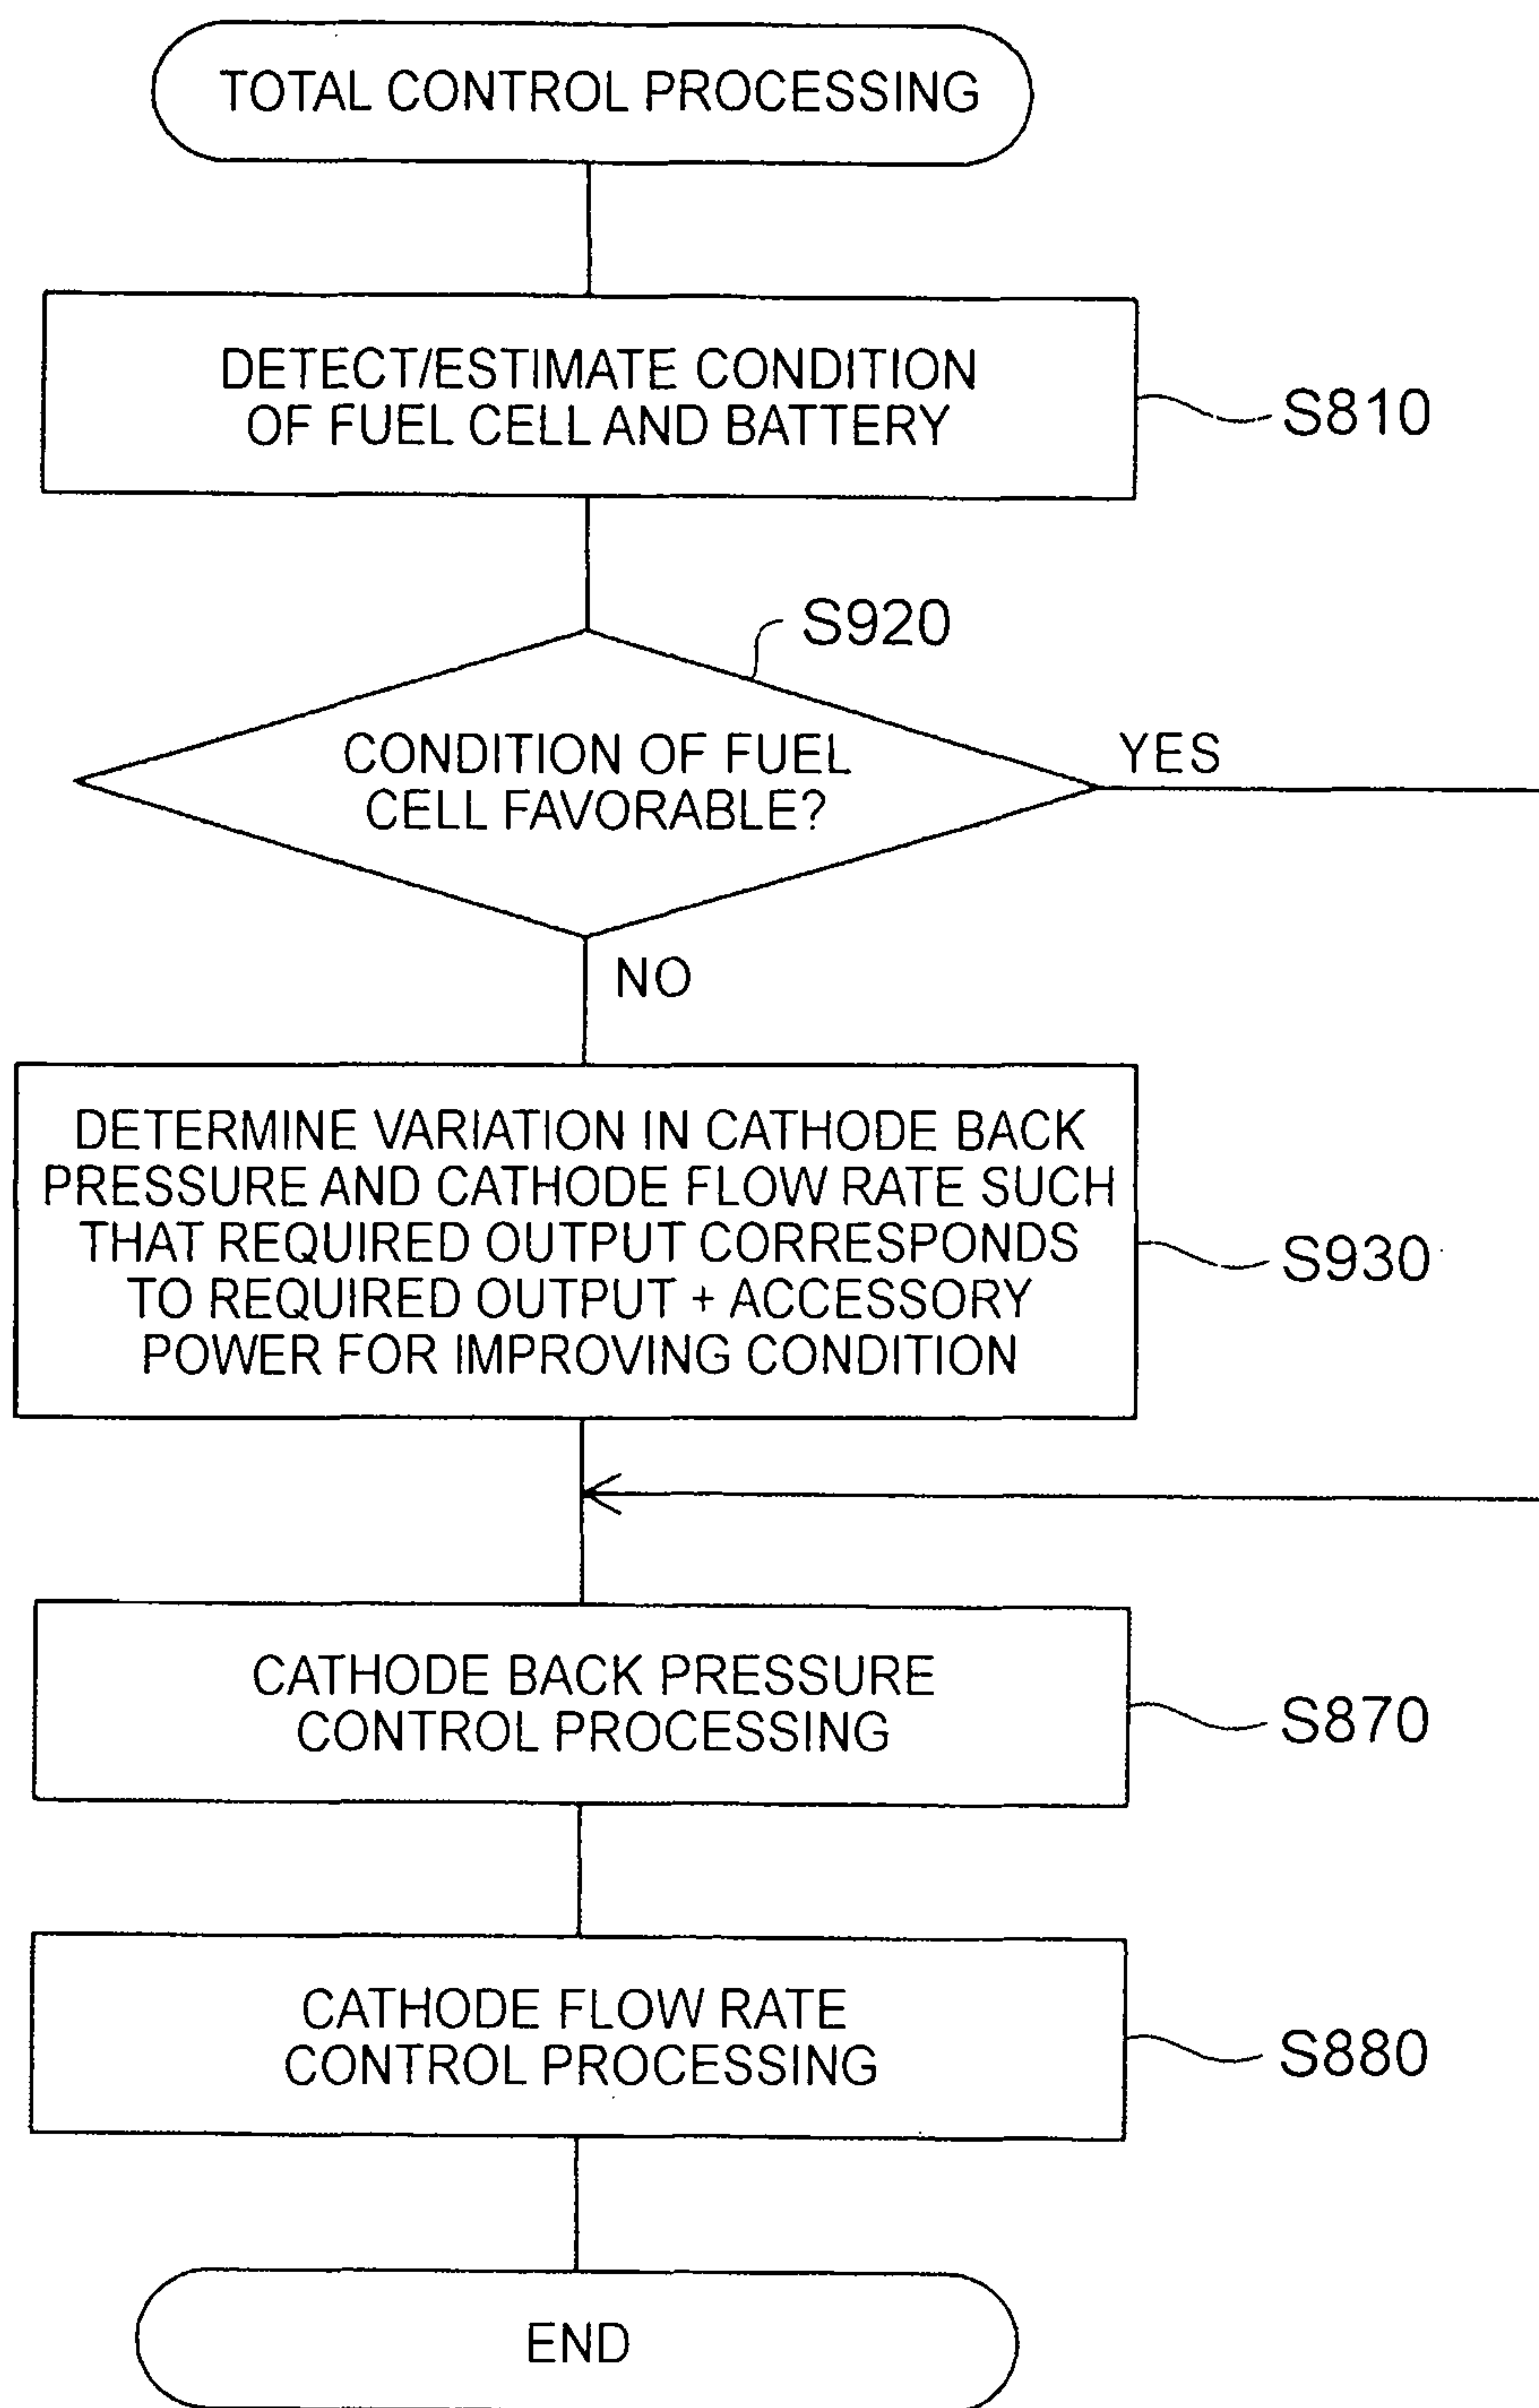 TOTAL CONTROL PROCESSING
DETECT/ESTIMATE CONDITION
OF FUEL CELL AND BATTERY
S810
S920
CONDITION OF FUEL
CELL FAVORABLE?
YES
NO
DETERMINE VARIATION IN CATHODE BACK
PRESSURE AND CATHODE FLOW RATE SUCH
THAT REQUIRED OUTPUT CORRESPONDS
TO REQUIRED OUTPUT + ACCESSORY
POWER FOR IMPROVING CONDITION
S930
CATHODE BACK PRESSURE
CONTROL PROCESSING
S870
CATHODE FLOW RATE
CONTROL PROCESSING
S880
END